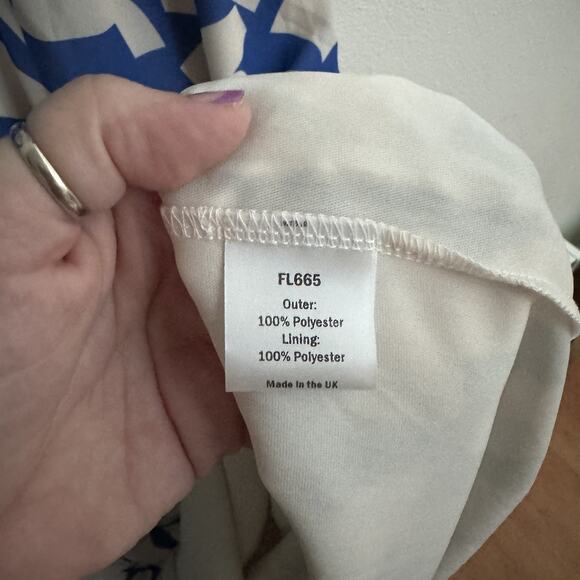 FL665
Outer:
100% Polyester
Lining:
100% Polyester
Made in the UK